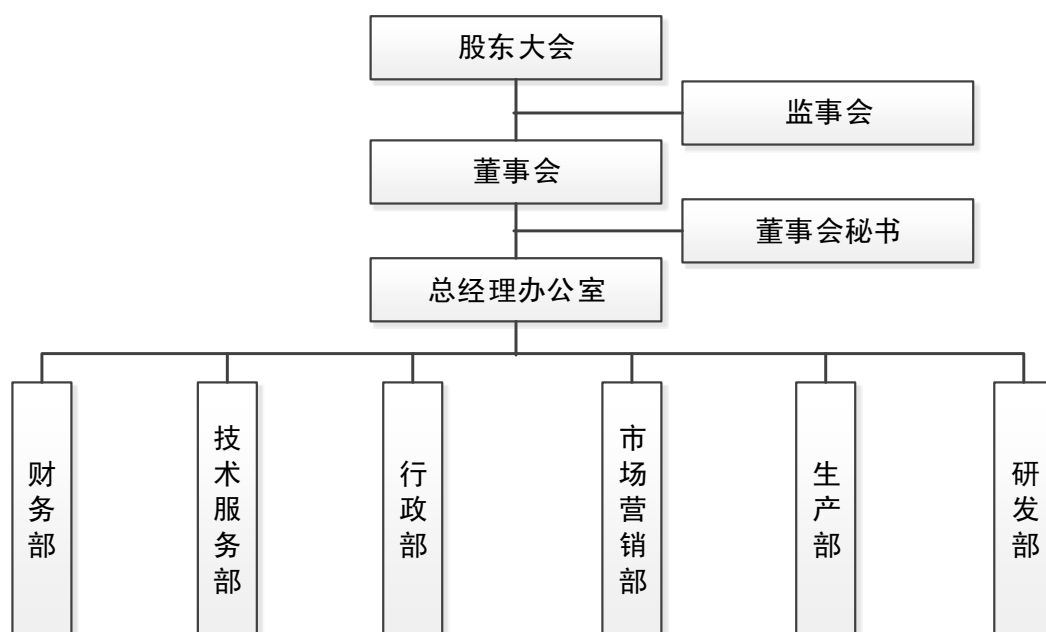 股东大会
监事会
董事会
董事会秘书
总经理办公室
财务部
技术服务部
行政部
市场营销部
生产部
研发部